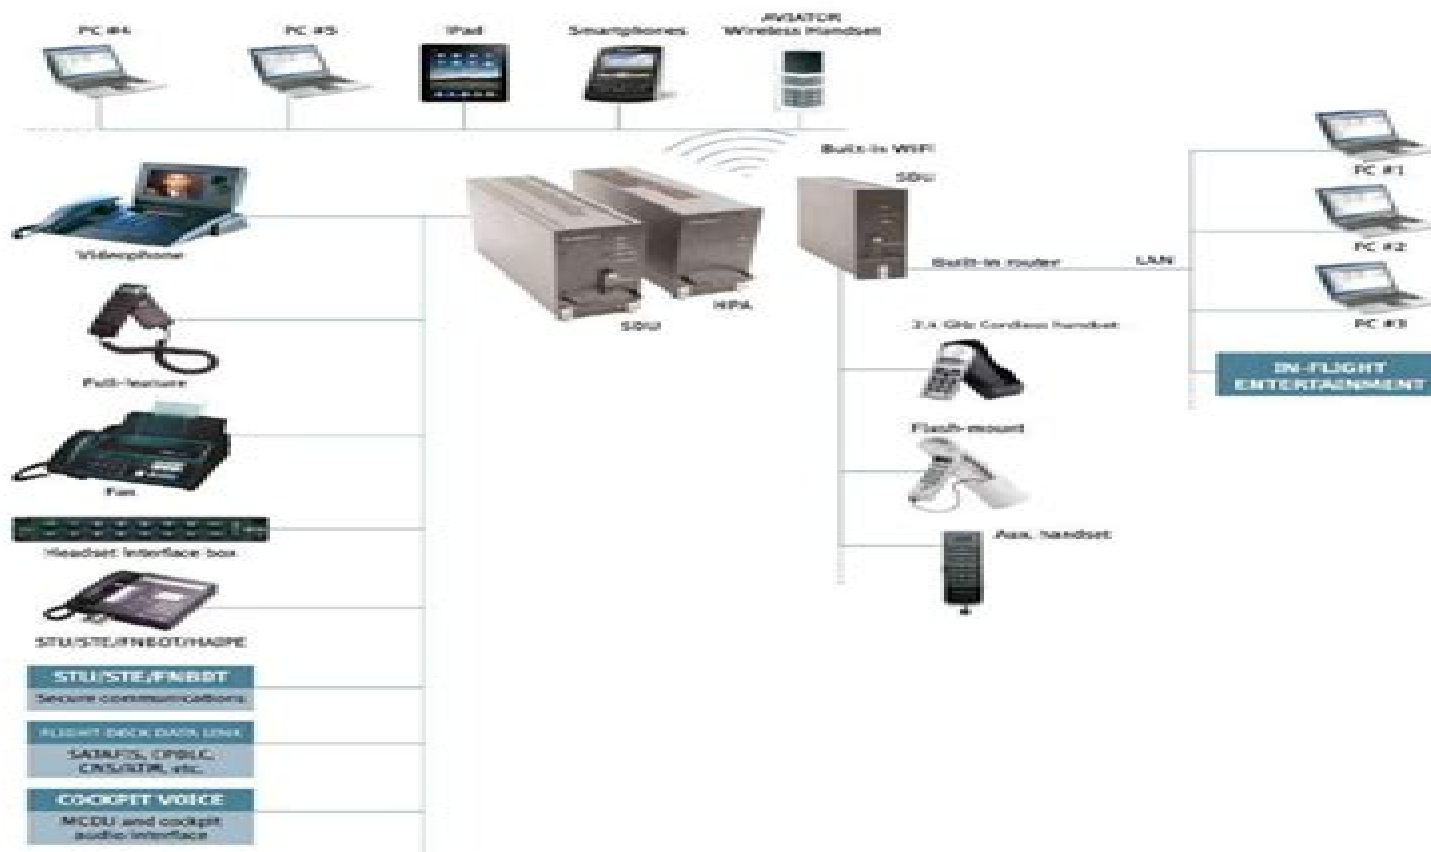 PC #4
PC #5
iPad
Smartphones
AVIATOR
Wireless Handset
Built-in WiFi
SDU
PC #1
PC #2
PC #3
Videophone
SDU
HPA
Built-in router
LAN
2.4 GHz Cordless handset
Full-feature
IN-FLIGHT
ENTERTAINMENT
Flush-mount
Fax
Aux. handset
Headset interface box
STU/STE/FNBDT
Secure communications
FLIGHT DECK DATA LINK
etc.
COCKPIT VOICE
MCDU and cockpit
audio interface